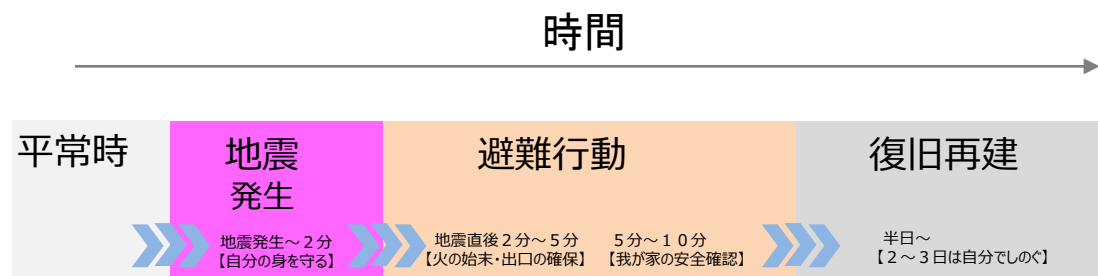 時間
平常時
地震
発生
避難行動
復旧再建
地震発生～２分
【自分の身を守る】
地震直後２分～５分
【火の始末・出口の確保】
５分～１０分
【我が家の安全確認】
半日～
【２～３日は自分でしのぐ】